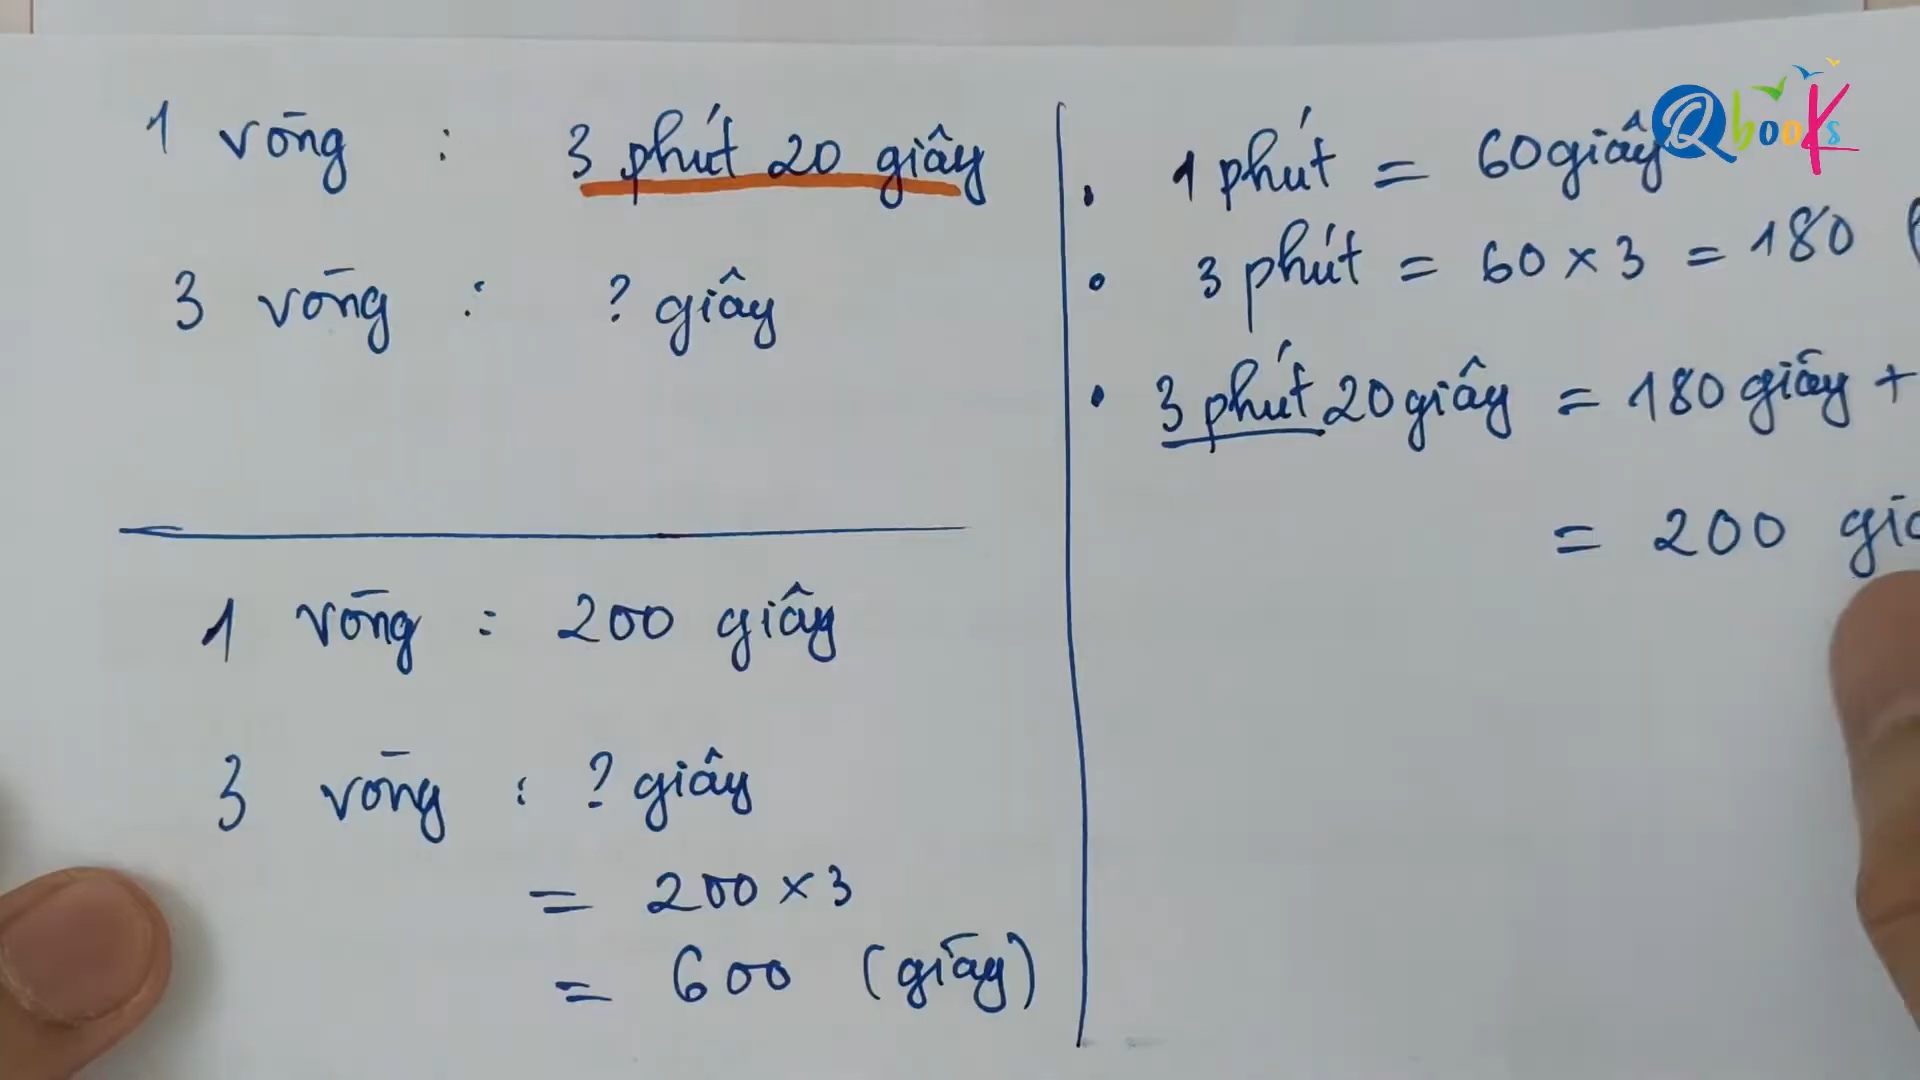 1 vòng : 3 phút 20 giây
3 vòng : ? giây
1 vòng : 200 giây
3 vòng : ? giây
= 200 x 3
= 600 (giây)
Qbooks
. 1 phút = 60 giây
• 3 phút = 60 x 3 = 180 (
• 3 phút 20 giây = 180 giây +
= 200